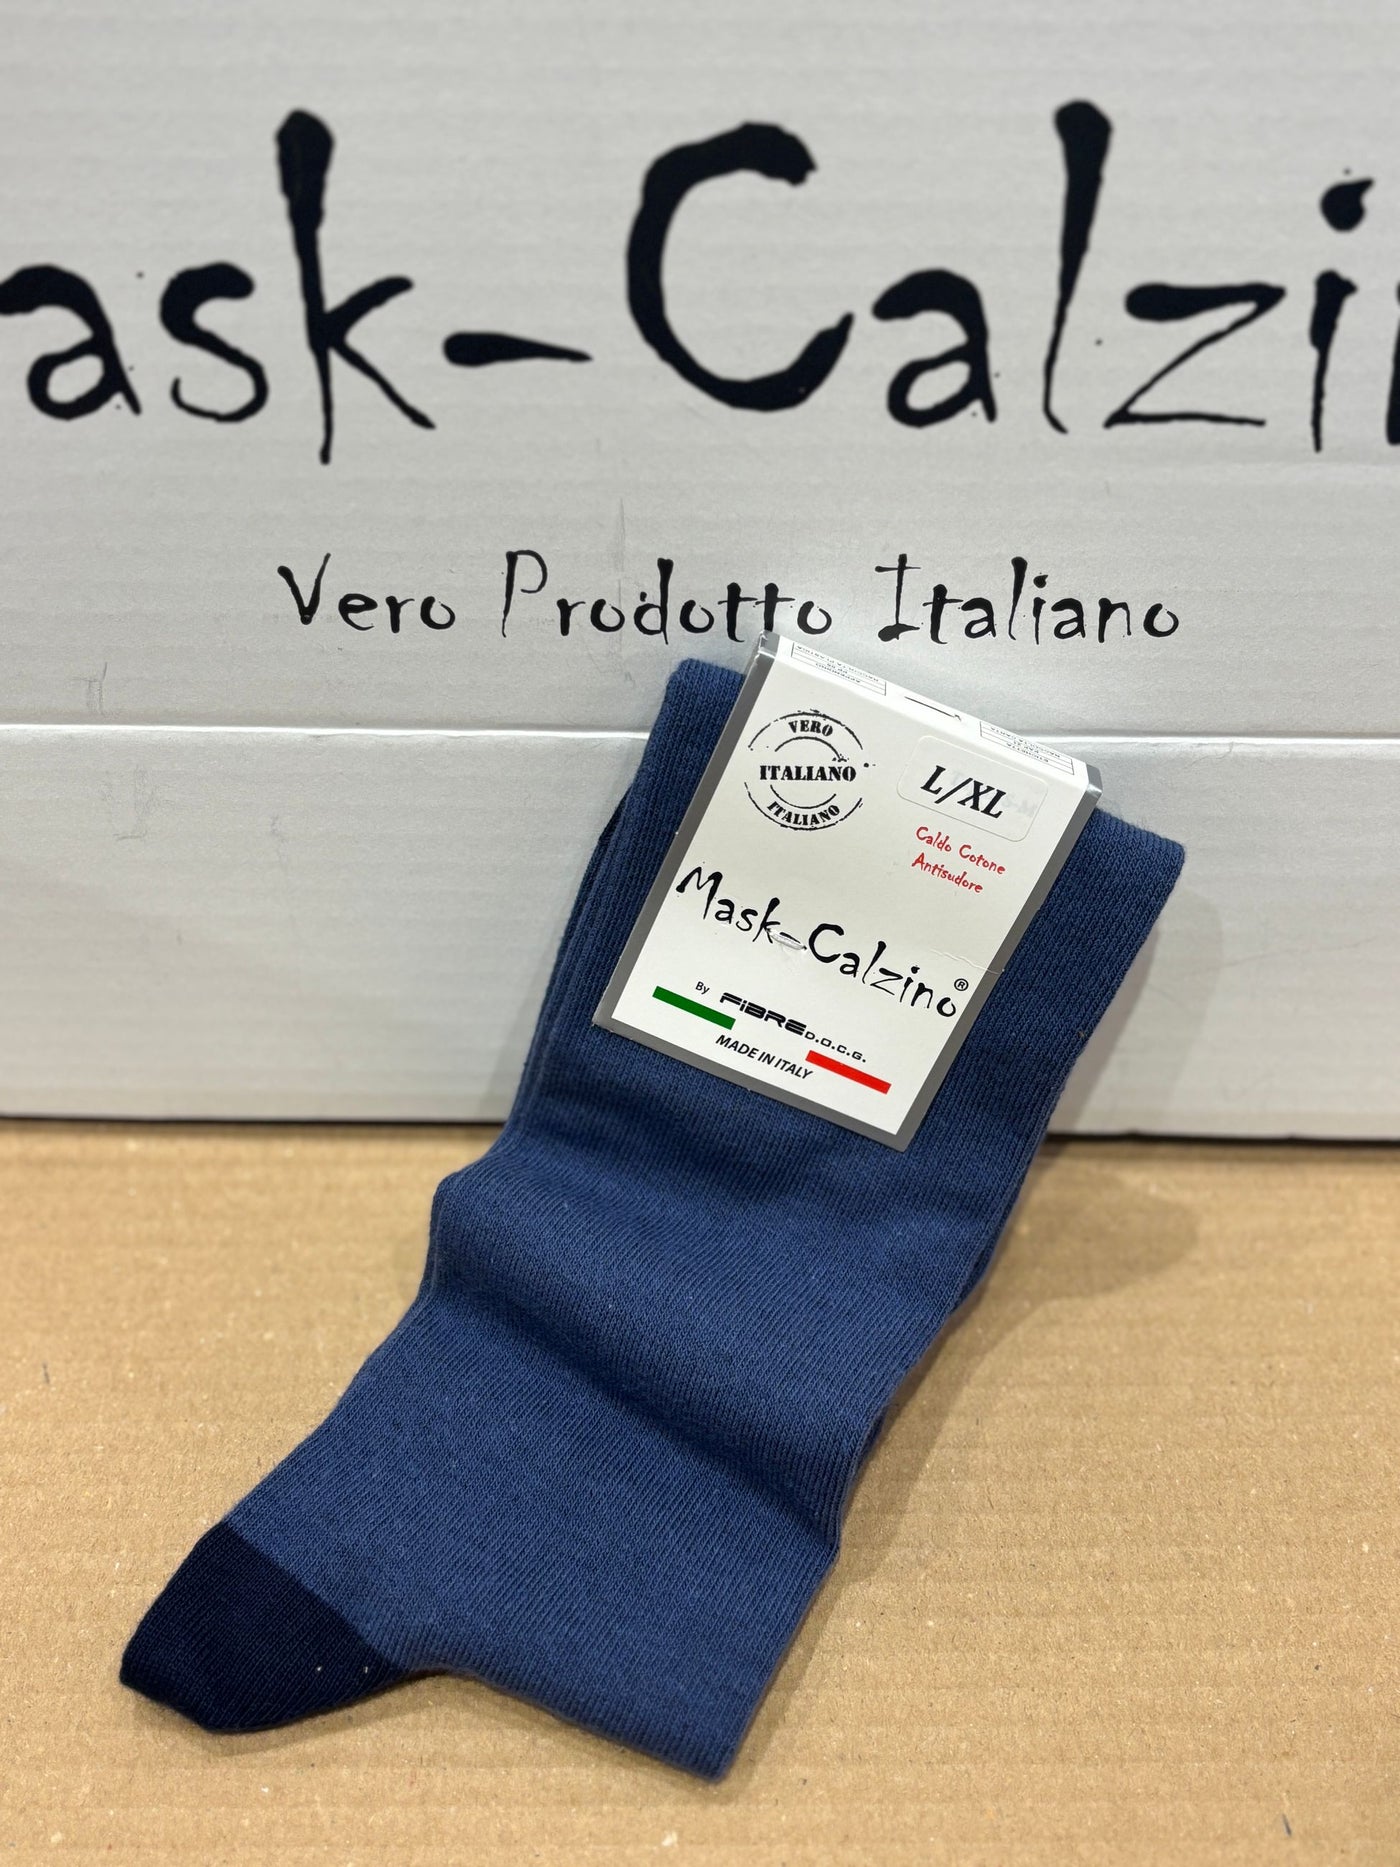 ask-Calzi
Vero Prodotto Italiano
VERO
ITALIANO
ITALIANO
L/XL
Caldo Cotone
Antisudore
Mask-Calzino®
By FiBRE D.O.C.G.
MADE IN ITALY